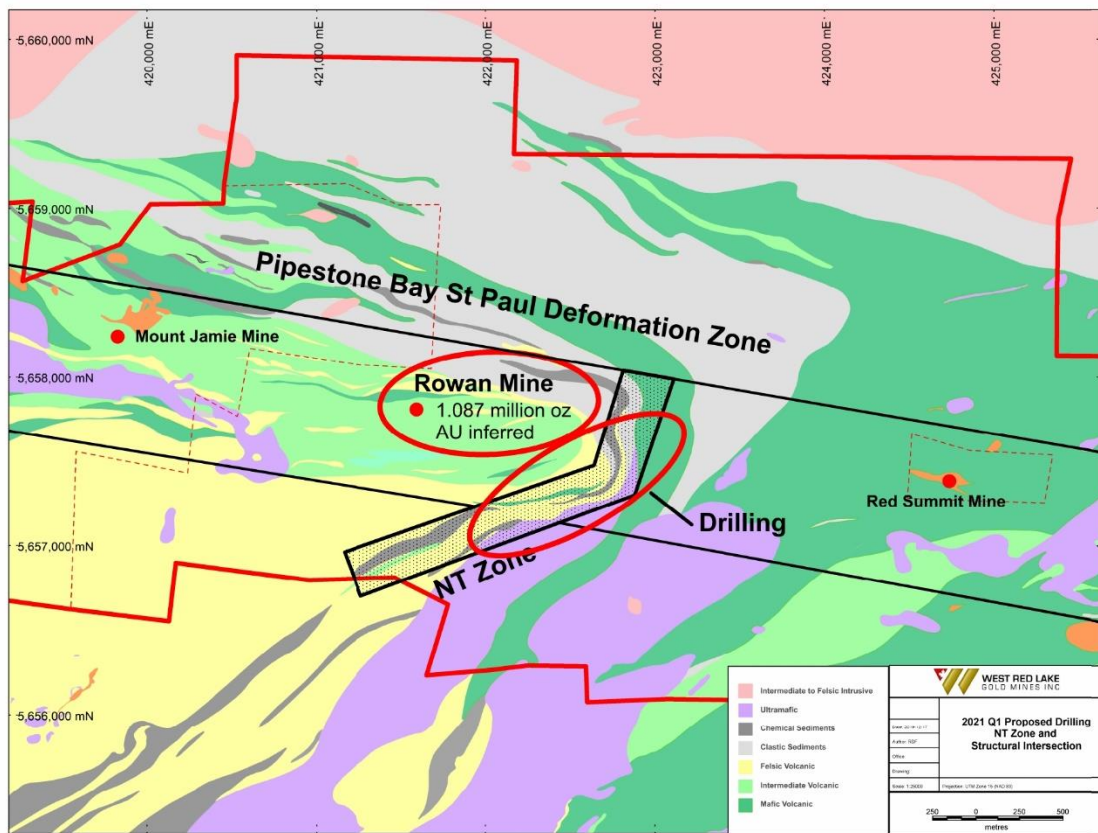 420,000 mE
421,000 mE
422,000 mE
423,000 mE
424,000 mE
425,000 mE
5,660,000 mN
5,659,000 mN
5,658,000 mN
5,657,000 mN
5,656,000 mN
Pipestone Bay St Paul Deformation Zone
Mount Jamie Mine
Rowan Mine
1.087 million oz
AU inferred
Red Summit Mine
Drilling
NT Zone
Intermediate to Felsic Intrusive
Ultramafic
Chemical Sediments
Clastic Sediments
Felsic Volcanic
Intermediate Volcanic
Mafic Volcanic
WEST RED LAKE
GOLD MINES INC
2021 Q1 Proposed Drilling
NT Zone and
Structural Intersection
Author:
Office:
Drawing:
250 0 250 500
metres